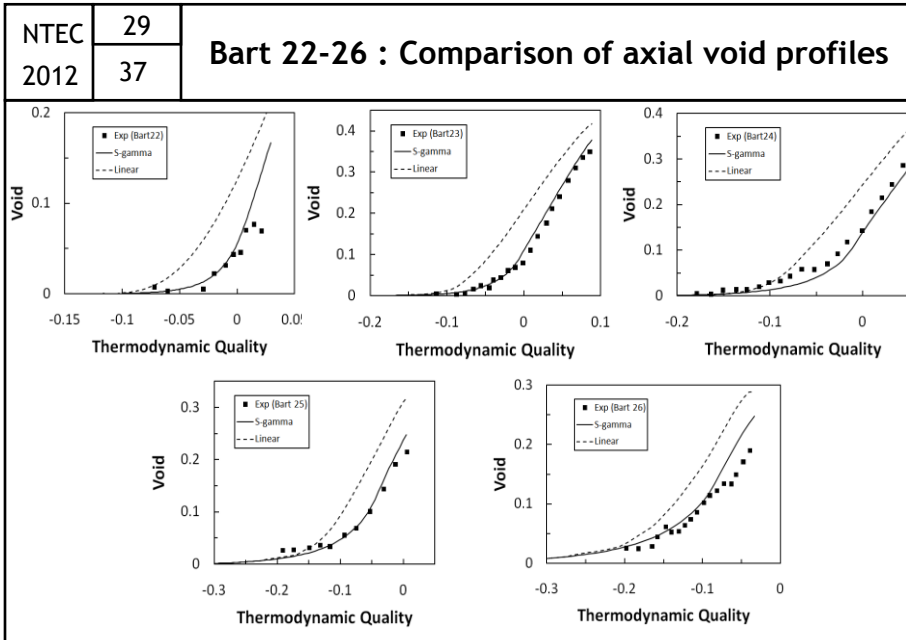 NTEC 29
2012 37
Bart 22-26 : Comparison of axial void profiles
0.2
0.1
0
Void
Exp (Bart22)
S-gamma
Linear
-0.15 -0.1 -0.05 0 0.05
Thermodynamic Quality
0.4
0.3
0.2
0.1
0
Void
Exp (Bart23)
S-gamma
Linear
-0.2 -0.1 0 0.1
Thermodynamic Quality
0.4
0.3
0.2
0.1
0
Void
Exp (Bart24)
S-gamma
Linear
-0.2 -0.1 0
Thermodynamic Quality
0.3
0.2
0.1
0
Void
Exp (Bart 25)
S-gamma
Linear
-0.3 -0.2 -0.1 0
Thermodynamic Quality
0.3
0.2
0.1
0
Void
Exp (Bart 26)
S-gamma
Linear
-0.3 -0.2 -0.1 0
Thermodynamic Quality